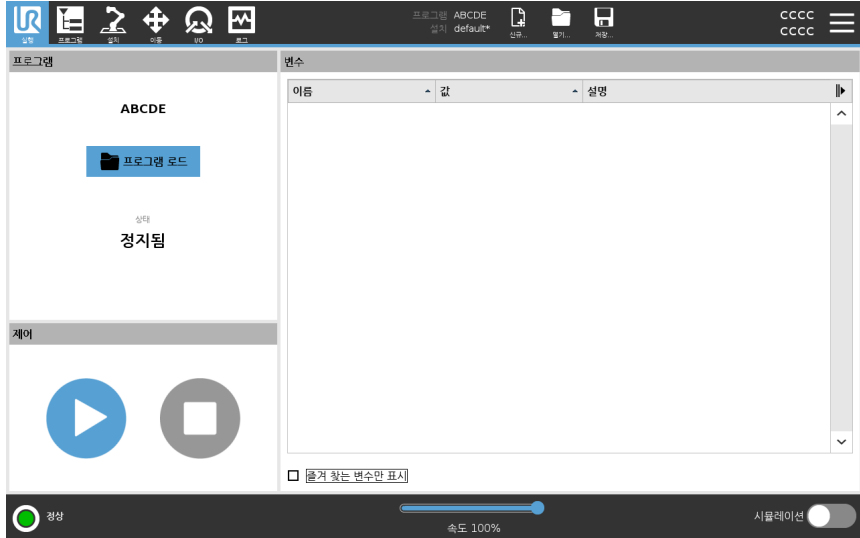 프로그램 ABCDE
설치 default*
CCCC
CCCC
실행 프로그램 설치 이동 I/O 로그
신규... 열기... 저장...
프로그램
변수
ABCDE
프로그램 로드
상태
정지됨
이름 값 설명
제어
즐겨 찾는 변수만 표시
정상
속도 100%
시뮬레이션